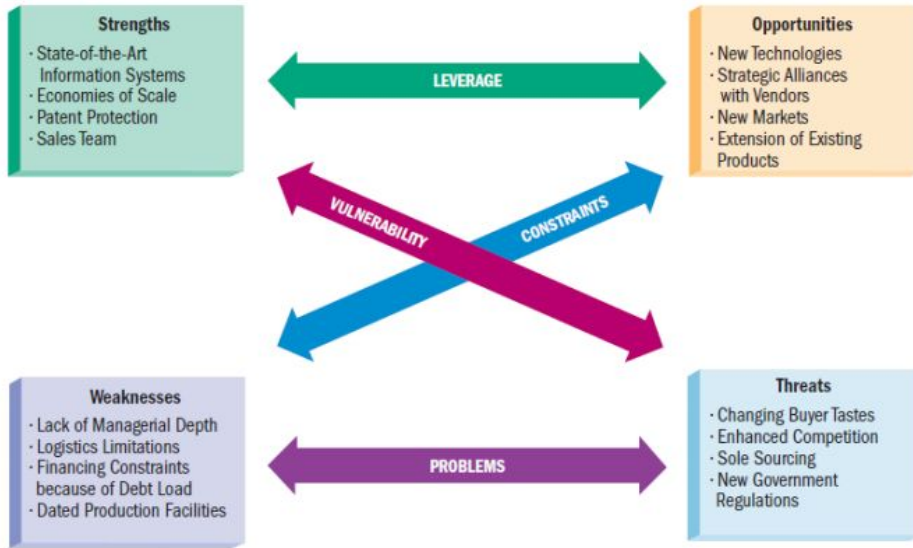 Strengths
· State-of-the-Art
Information Systems
· Economies of Scale
· Patent Protection
· Sales Team
LEVERAGE
Opportunities
· New Technologies
· Strategic Alliances
with Vendors
· New Markets
· Extension of Existing
Products
VULNERABILITY
CONSTRAINTS
Weaknesses
· Lack of Managerial Depth
· Logistics Limitations
· Financing Constraints
because of Debt Load
· Dated Production Facilities
PROBLEMS
Threats
· Changing Buyer Tastes
· Enhanced Competition
· Sole Sourcing
· New Government
Regulations